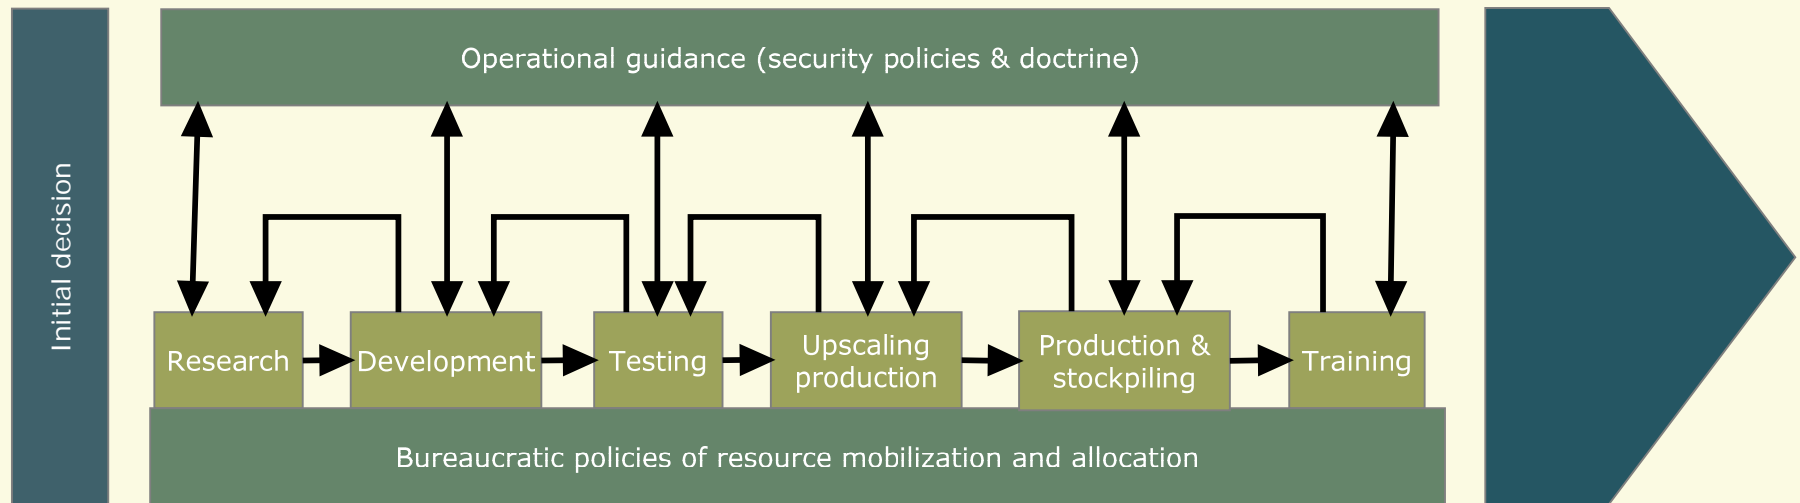 Operational guidance (security policies & doctrine)
Initial decision
Research
Development
Testing
Upscaling
production
Production &
stockpiling
Training
Bureaucratic policies of resource mobilization and allocation